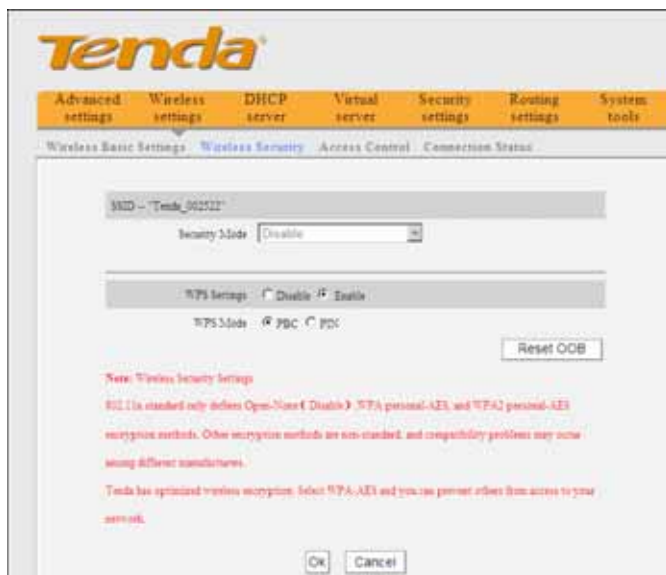 Tenda
Advanced settings Wireless settings DHCP server Virtual server Security settings Routing settings System tools
Wireless Basic Settings Wireless Security Access Control Connection Status
SSID -- "Tenda_002522"
Security Mode Disable
WPS Settings Disable Enable
WPS Mode PBC PIN
Reset OOB
Note: Wireless Security Settings
802.11n standard only defines Open-None ( Disable ) ,WPA personal-AES, and WPA2 personal-AES
encryption methods. Other encryption methods are non-standard, and compatibility problems may occur
among different manufactures.
Tenda has optimized wireless encryption. Select WPA-AES and you can prevent others from access to your
network.
Ok Cancel